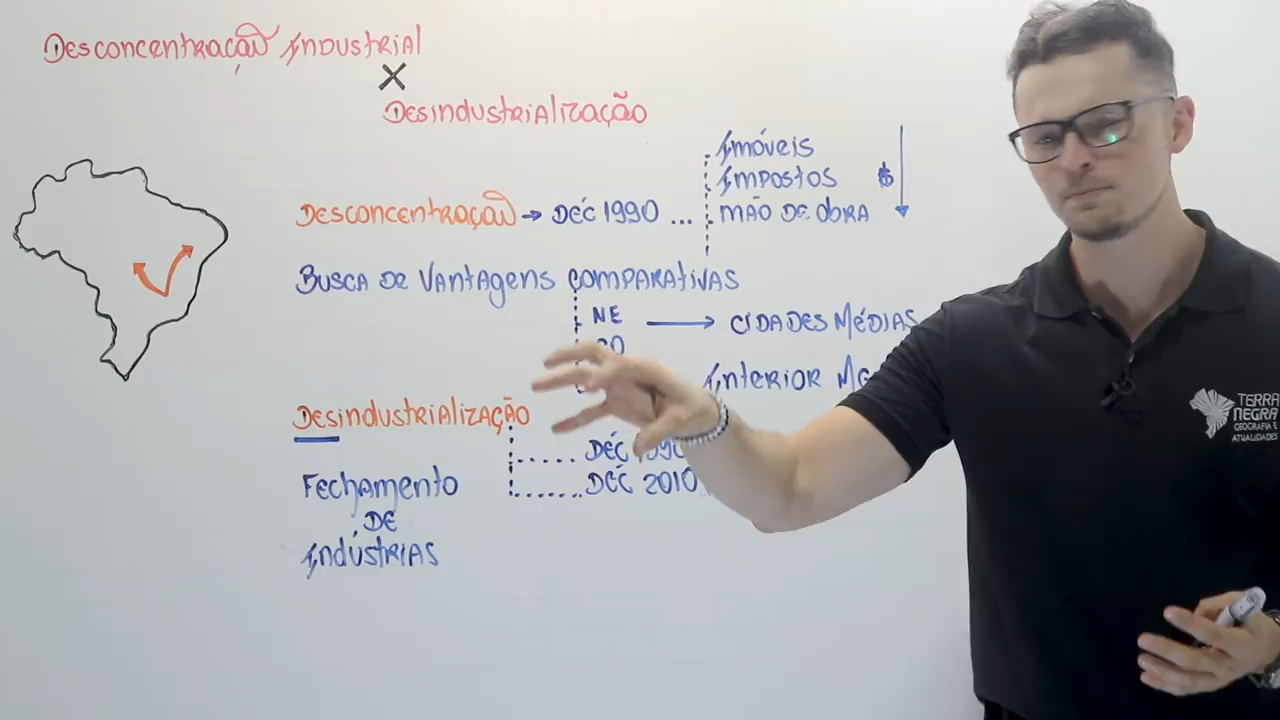 Desconcentração Industrial
X
Desindustrialização
Imóveis
Impostos
$
Desconcentração → Déc 1990 ... Mão de obra
Busca de Vantagens Comparativas
NE → Cidades Médias
Interior
Desindustrialização
Déc 1990
Déc 2010
Fechamento
de
Indústrias
TERRA
NEGRA
GEOGRAFIA E
ATUALIDADES